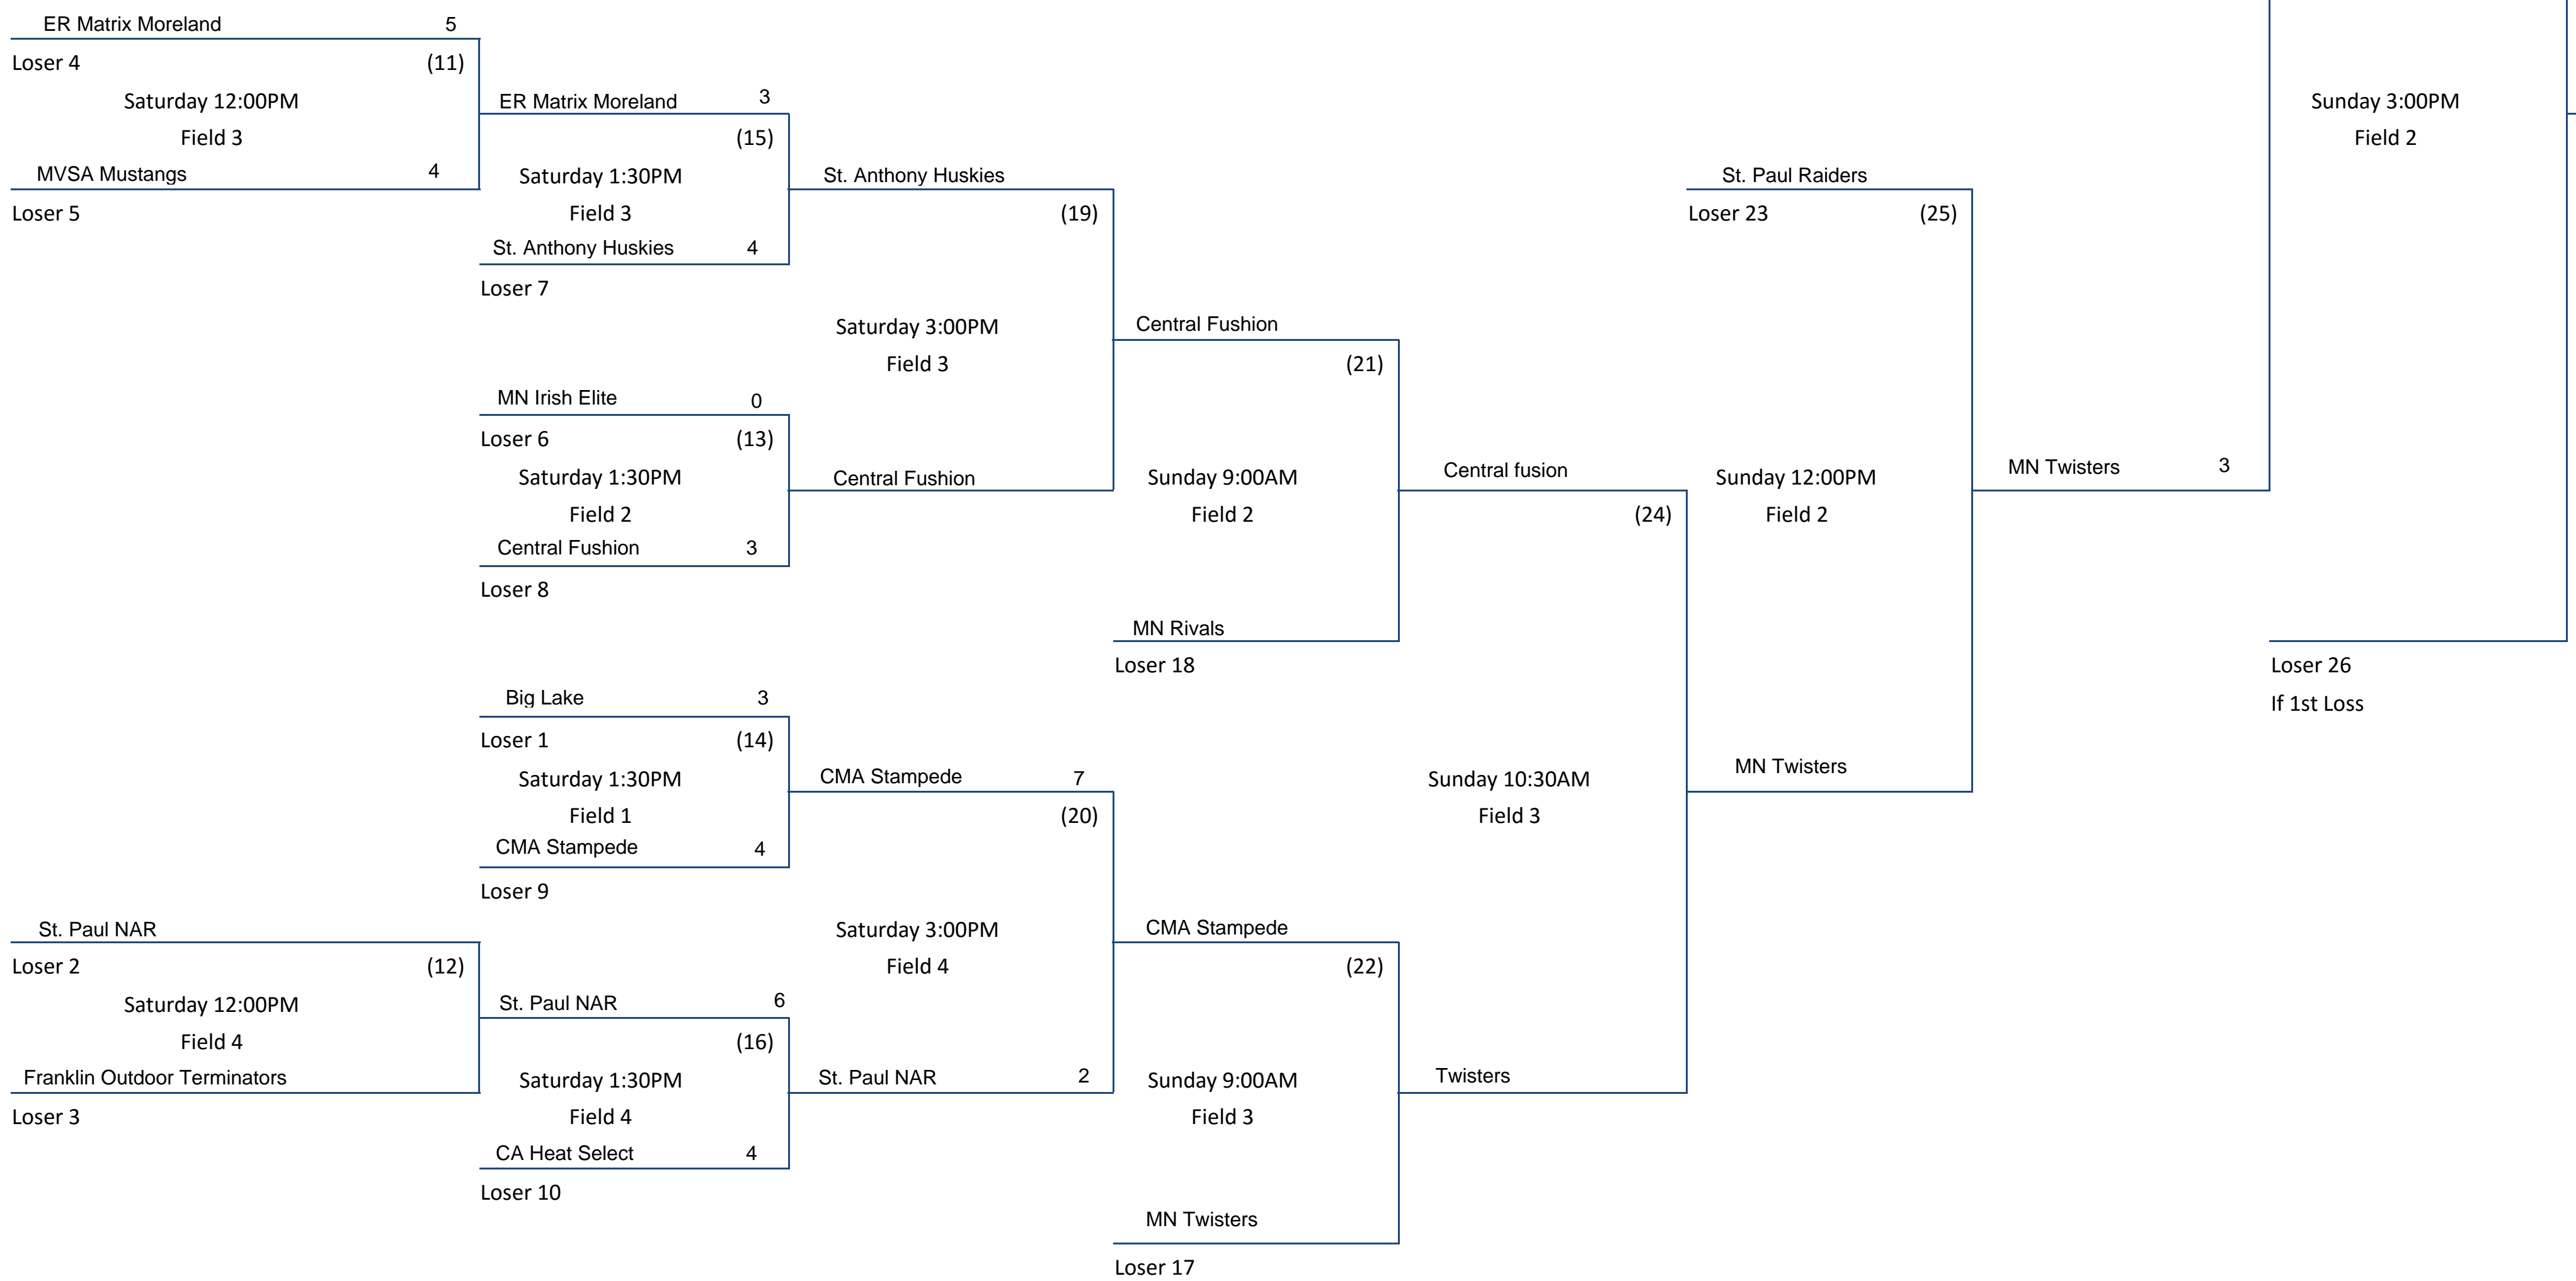 ER Matrix Moreland 5
Loser 4 (11)
Saturday 12:00PM
Field 3
MVSA Mustangs 4
Loser 5
ER Matrix Moreland 3
(15)
Saturday 1:30PM
Field 3
St. Anthony Huskies 4
Loser 7
MN Irish Elite 0
Loser 6 (13)
Saturday 1:30PM
Field 2
Central Fushion 3
Loser 8
Big Lake 3
Loser 1 (14)
Saturday 1:30PM
Field 1
CMA Stampede 4
Loser 9
St. Paul NAR
Loser 2 (12)
Saturday 12:00PM
Field 4
Franklin Outdoor Terminators
Loser 3
St. Paul NAR 6
(16)
Saturday 1:30PM
Field 4
CA Heat Select 4
Loser 10
St. Anthony Huskies
(19)
Saturday 3:00PM
Field 3
Central Fushion
CMA Stampede 7
(20)
Saturday 3:00PM
Field 4
St. Paul NAR 2
Central Fushion
(21)
Sunday 9:00AM
Field 2
MN Rivals
Loser 18
CMA Stampede
(22)
Sunday 9:00AM
Field 3
MN Twisters
Loser 17
Central fusion
(24)
Sunday 10:30AM
Field 3
Twisters
St. Paul Raiders
Loser 23 (25)
Sunday 12:00PM
Field 2
MN Twisters
MN Twisters 3
Sunday 3:00PM
Field 2
Loser 26
If 1st Loss